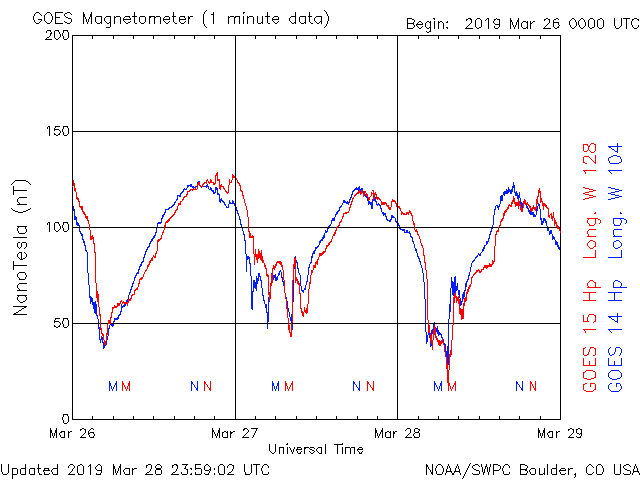 GOES Magnetometer (1 minute data)
Begin: 2019 Mar 26 0000 UTC
200
150
100
50
0
NanoTesla (nT)
M M N N M M N N M M N N
Mar 26 Mar 27 Mar 28 Mar 29
Universal Time
GOES 15 Hp Long. W 128
GOES 14 Hp Long. W 104
Updated 2019 Mar 28 23:59:02 UTC
NOAA/SWPC Boulder, CO USA